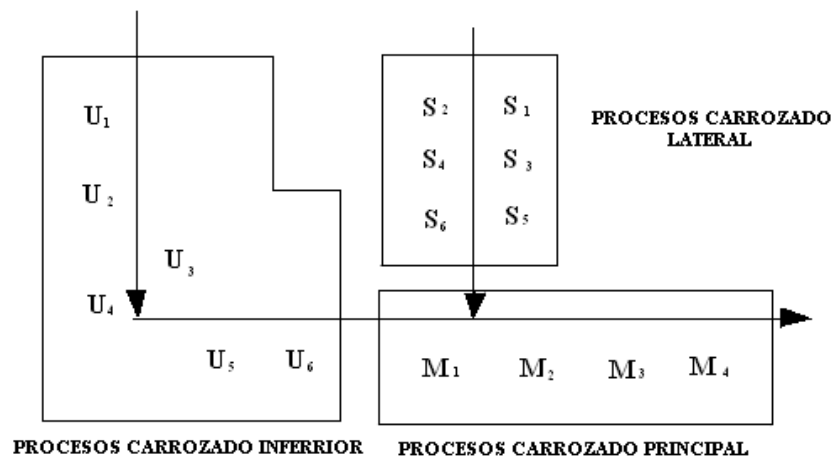 U₁
U₂
U₃
U₄
U₅ U₆
PROCESOS CARROZADO INFERRIOR
S₂ S₁
S₄ S₃
S₆ S₅
PROCESOS CARROZADO
LATERAL
M₁ M₂ M₃ M₄
PROCESOS CARROZADO PRINCIPAL